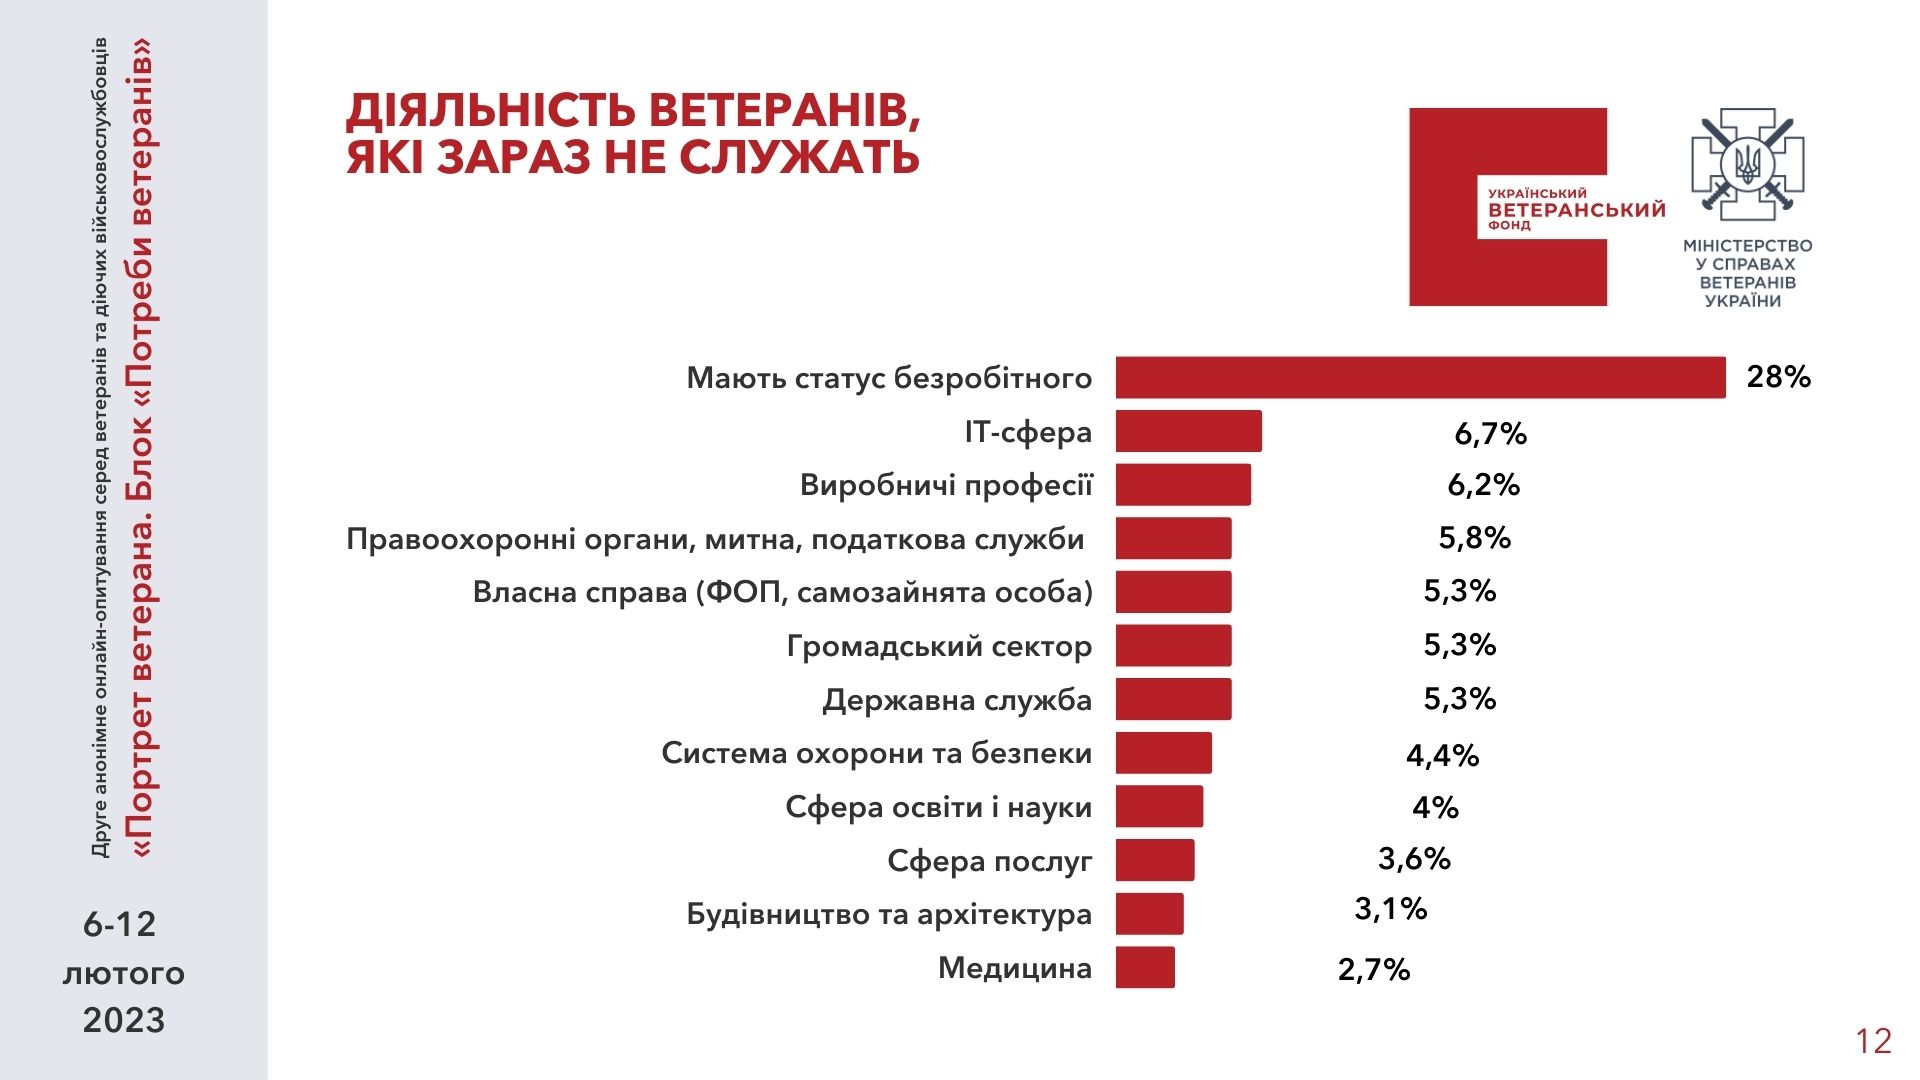 Друге анонімне онлайн-опитування серед ветеранів та діючих військовослужбовців
«Портрет ветерана. Блок «Потреби ветеранів»
6-12
лютого
2023
ДІЯЛЬНІСТЬ ВЕТЕРАНІВ,
ЯКІ ЗАРАЗ НЕ СЛУЖАТЬ
УКРАЇНСЬКИЙ
ВЕТЕРАНСЬКИЙ
ФОНД
МІНІСТЕРСТВО
У СПРАВАХ
ВЕТЕРАНІВ
УКРАЇНИ
Мають статус безробітного 28%
ІТ-сфера 6,7%
Виробничі професії 6,2%
Правоохоронні органи, митна, податкова служби 5,8%
Власна справа (ФОП, самозайнята особа) 5,3%
Громадський сектор 5,3%
Державна служба 5,3%
Система охорони та безпеки 4,4%
Сфера освіти і науки 4%
Сфера послуг 3,6%
Будівництво та архітектура 3,1%
Медицина 2,7%
12